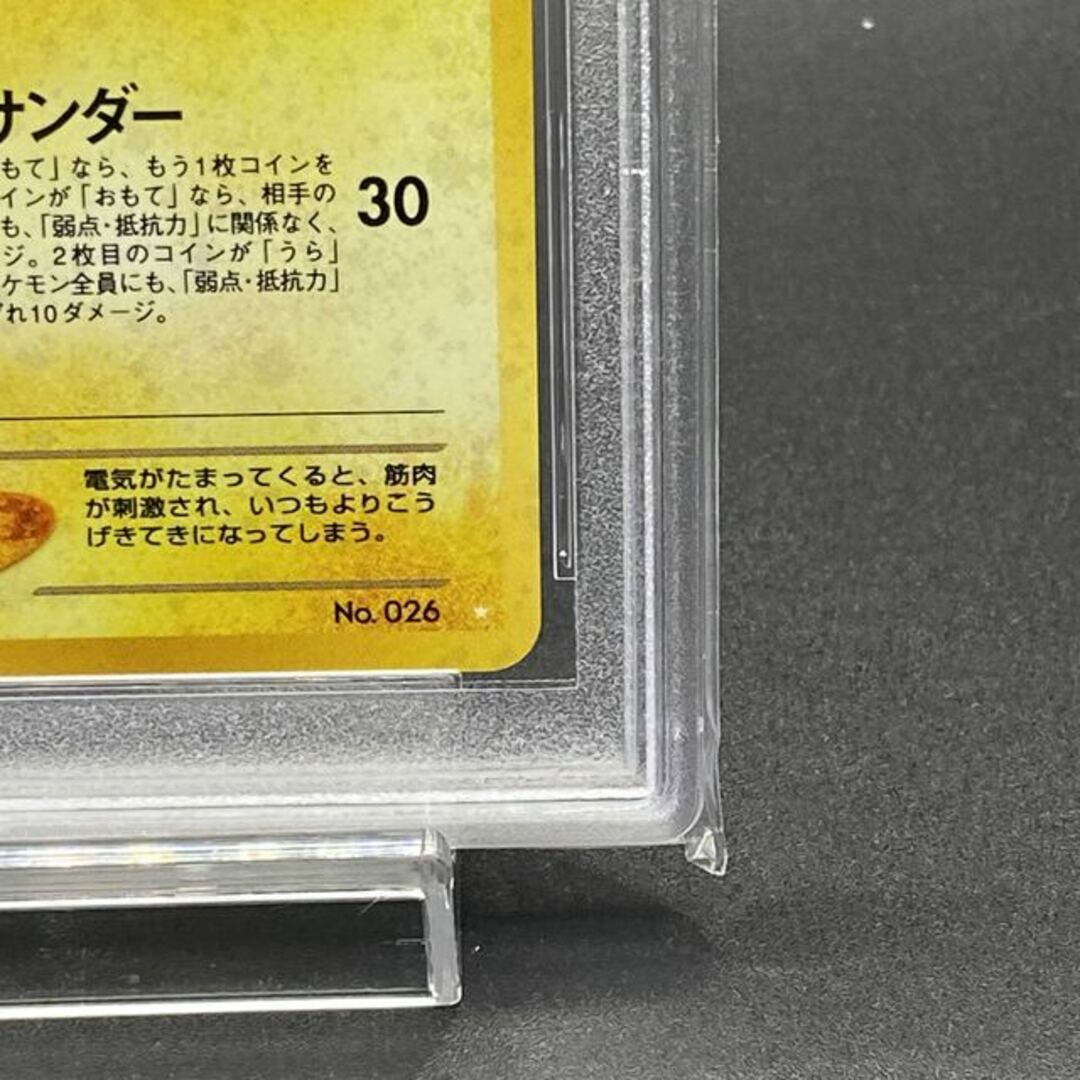 サンダー
もて」なら、もう1枚コインを
インが「おもて」なら、相手の
も、「弱点・抵抗力」に関係なく、
30
ジ。2枚目のコインが「うら」
ケモン全員にも、「弱点・抵抗力」
れ10ダメージ。
電気がたまってくると、筋肉
が刺激され、いつもよりこう
げきてきになってしまう。
No. 026